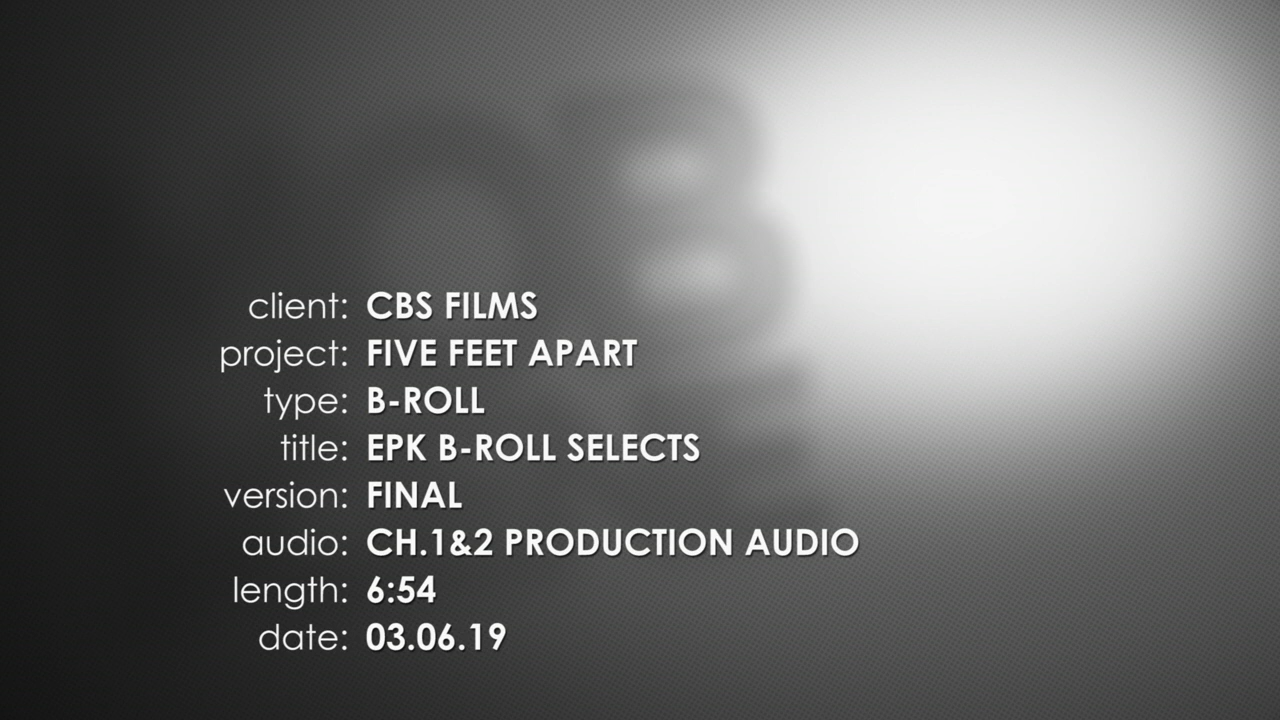 client: CBS FILMS
project: FIVE FEET APART
type: B-ROLL
title: EPK B-ROLL SELECTS
version: FINAL
audio: CH.1&2 PRODUCTION AUDIO
length: 6:54
date: 03.06.19